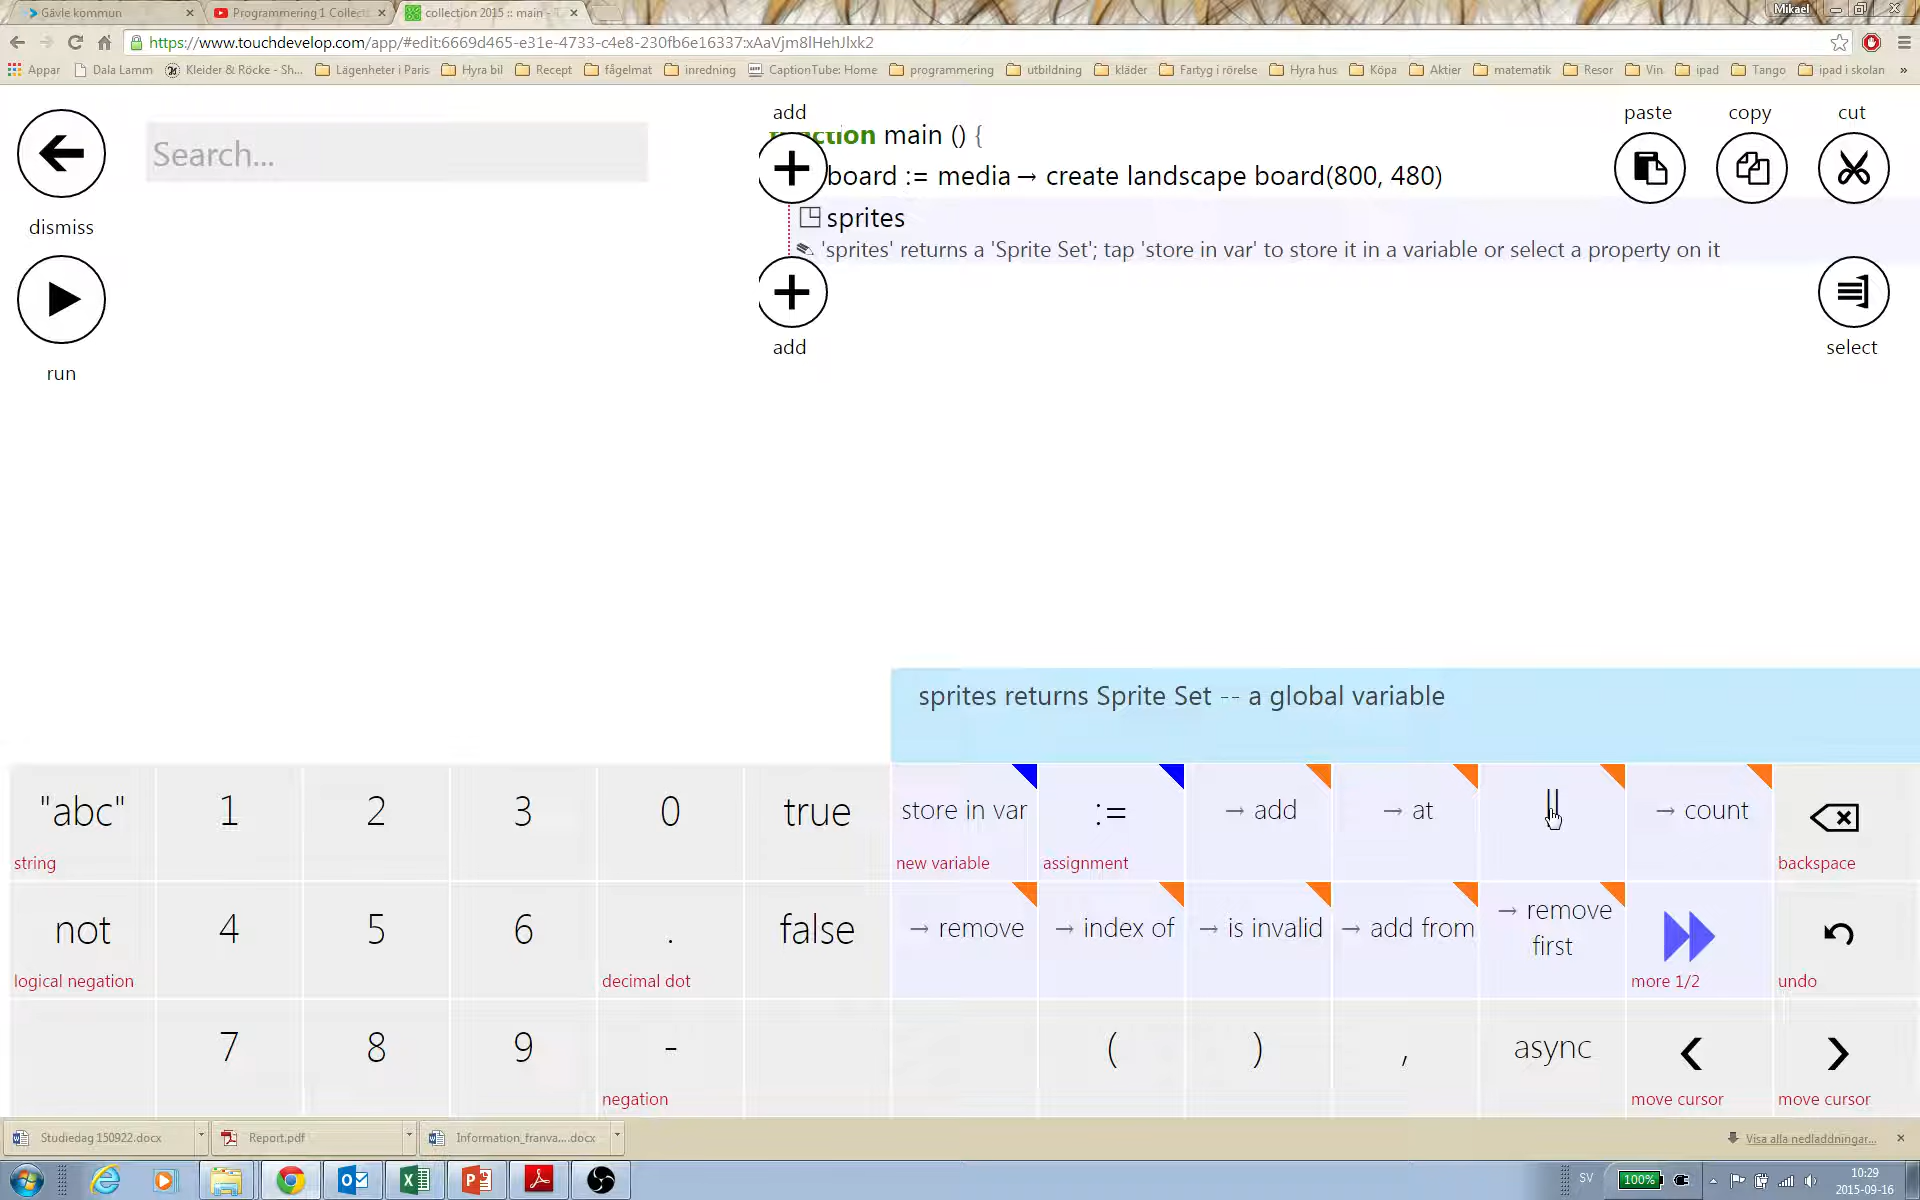 Gävle kommun
Programmering 1 Collect
collection 2015 :: main - T
Mikael
https://www.touchdevelop.com/app/#edit:6669d465-e31e-4733-c4e8-230fb6e16337:xAaVjm8lHehJlxk2
Appar
Dala Lamm
Kleider & Röcke - Sh...
Lägenheter i Paris
Hyra bil
Recept
fågelmat
inredning
CaptionTube: Home
programmering
utbildning
kläder
Fartyg i rörelse
Hyra hus
Köpa
Aktier
matematik
Resor
Vin
ipad
Tango
ipad i skolan
»
dismiss
Search...
run
add
function main () {
board := media → create landscape board(800, 480)
sprites
'sprites' returns a 'Sprite Set'; tap 'store in var' to store it in a variable or select a property on it
add
paste
copy
cut
select
sprites returns Sprite Set -- a global variable
"abc"
string
1
2
3
0
true
store in var
new variable
:=
assignment
→ add
→ at
||
→ count
backspace
not
logical negation
4
5
6
.
decimal dot
false
→ remove
→ index of
→ is invalid
→ add from
→ remove
first
more 1/2
undo
7
8
9
-
negation
(
)
,
async
move cursor
move cursor
Studiedag 150922.docx
Report.pdf
Information_franva....docx
Visa alla nedladdningar...
SV
100%
10:29
2015-09-16